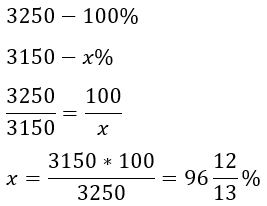 3250 − 100%
3150 − x%
3250/3150 = 100/x
x = 3150 * 100/3250 = 96 12/13 %